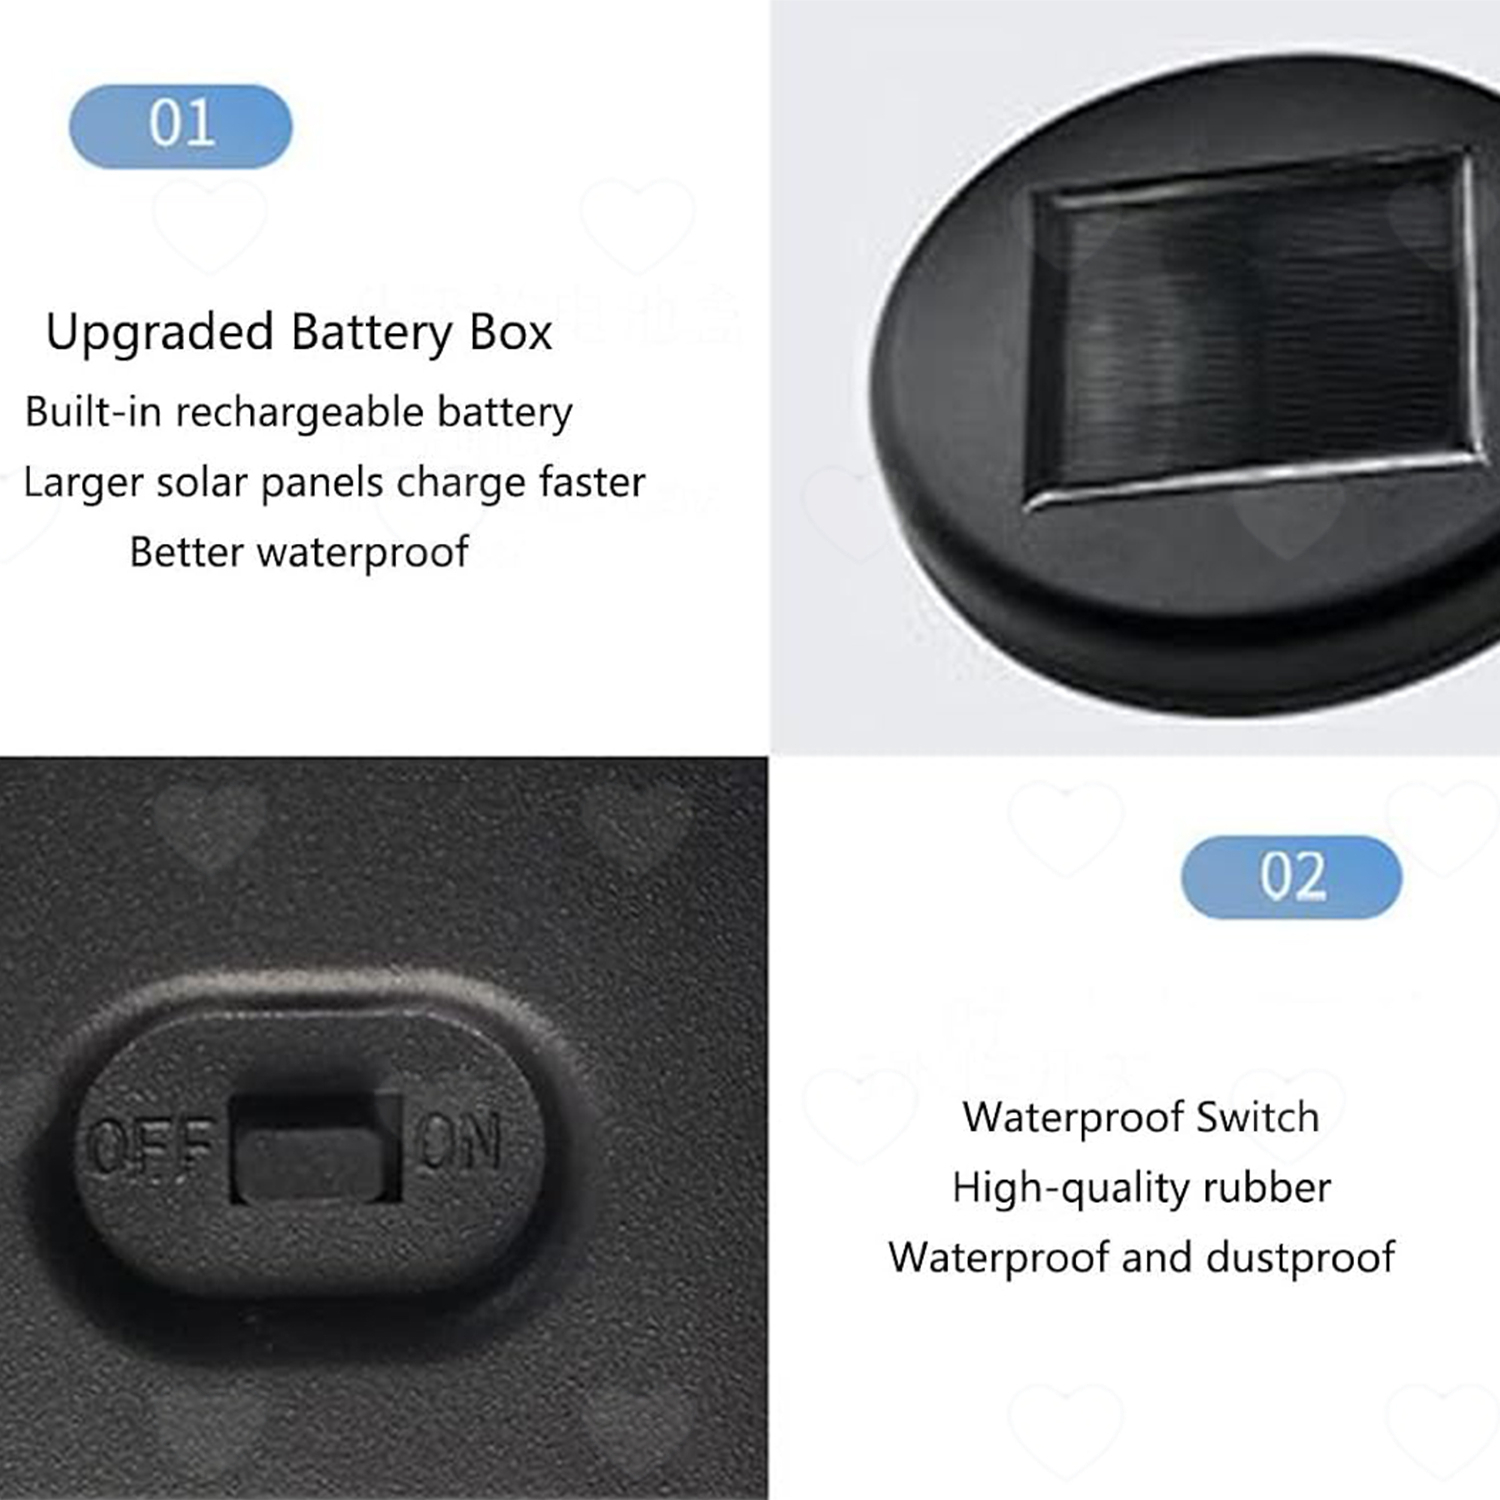 01
Upgraded Battery Box
Built-in rechargeable battery
Larger solar panels charge faster
Better waterproof
OFF ON
02
Waterproof Switch
High-quality rubber
Waterproof and dustproof